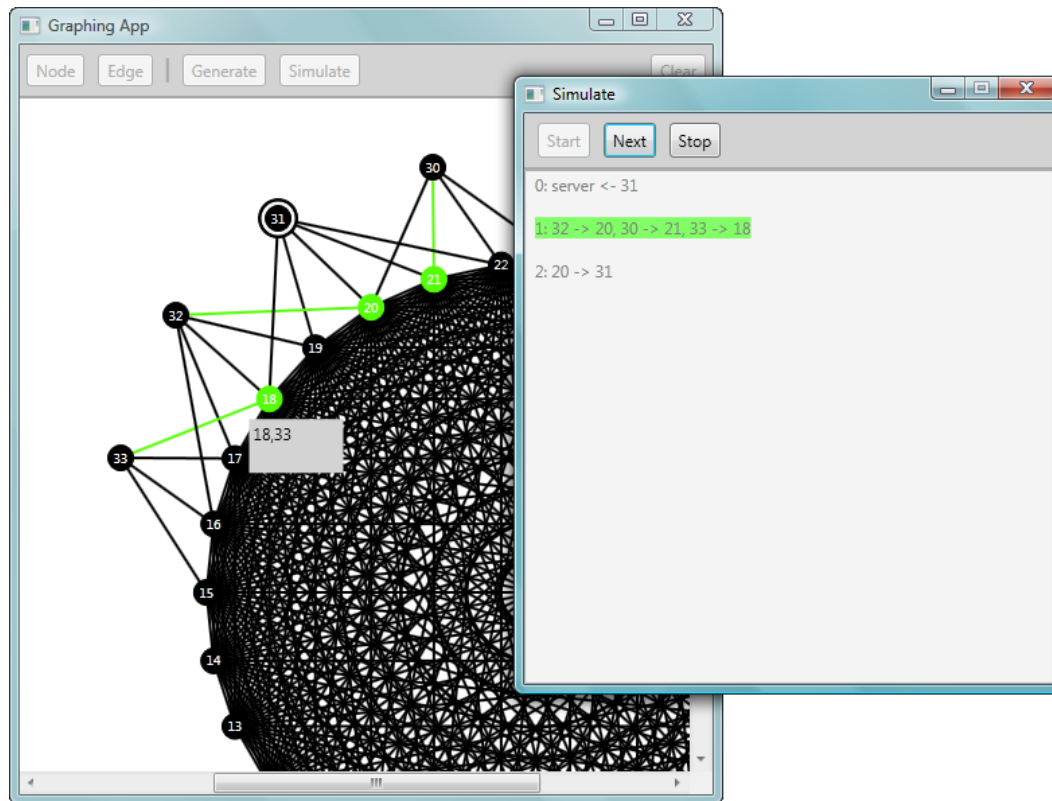 Graphing App
Node Edge Generate Simulate Clear
Simulate
Start Next Stop
0: server <- 31
1: 32 -> 20, 30 -> 21, 33 -> 18
2: 20 -> 31
30
31
22
21
20
32
19
18
18,33
33
17
16
15
14
13